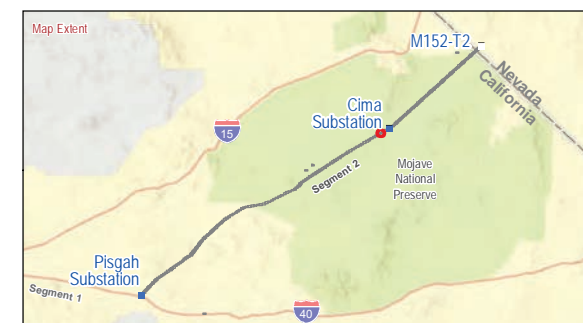 Map Extent
M152-T2
Nevada
California
Cima
Substation
15
Mojave
National
Preserve
Segment 2
Pisgah
Substation
Segment 1
40